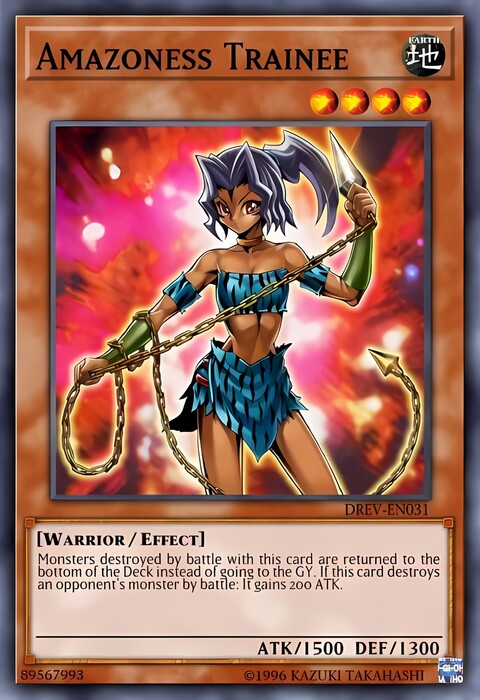 AMAZONESS TRAINEE
EARTH
地
DREV-EN031
[WARRIOR / EFFECT]
Monsters destroyed by battle with this card are returned to the
bottom of the Deck instead of going to the GY. If this card destroys
an opponent's monster by battle: It gains 200 ATK.
ATK/1500 DEF/1300
89567993
©1996 KAZUKI TAKAHASHI